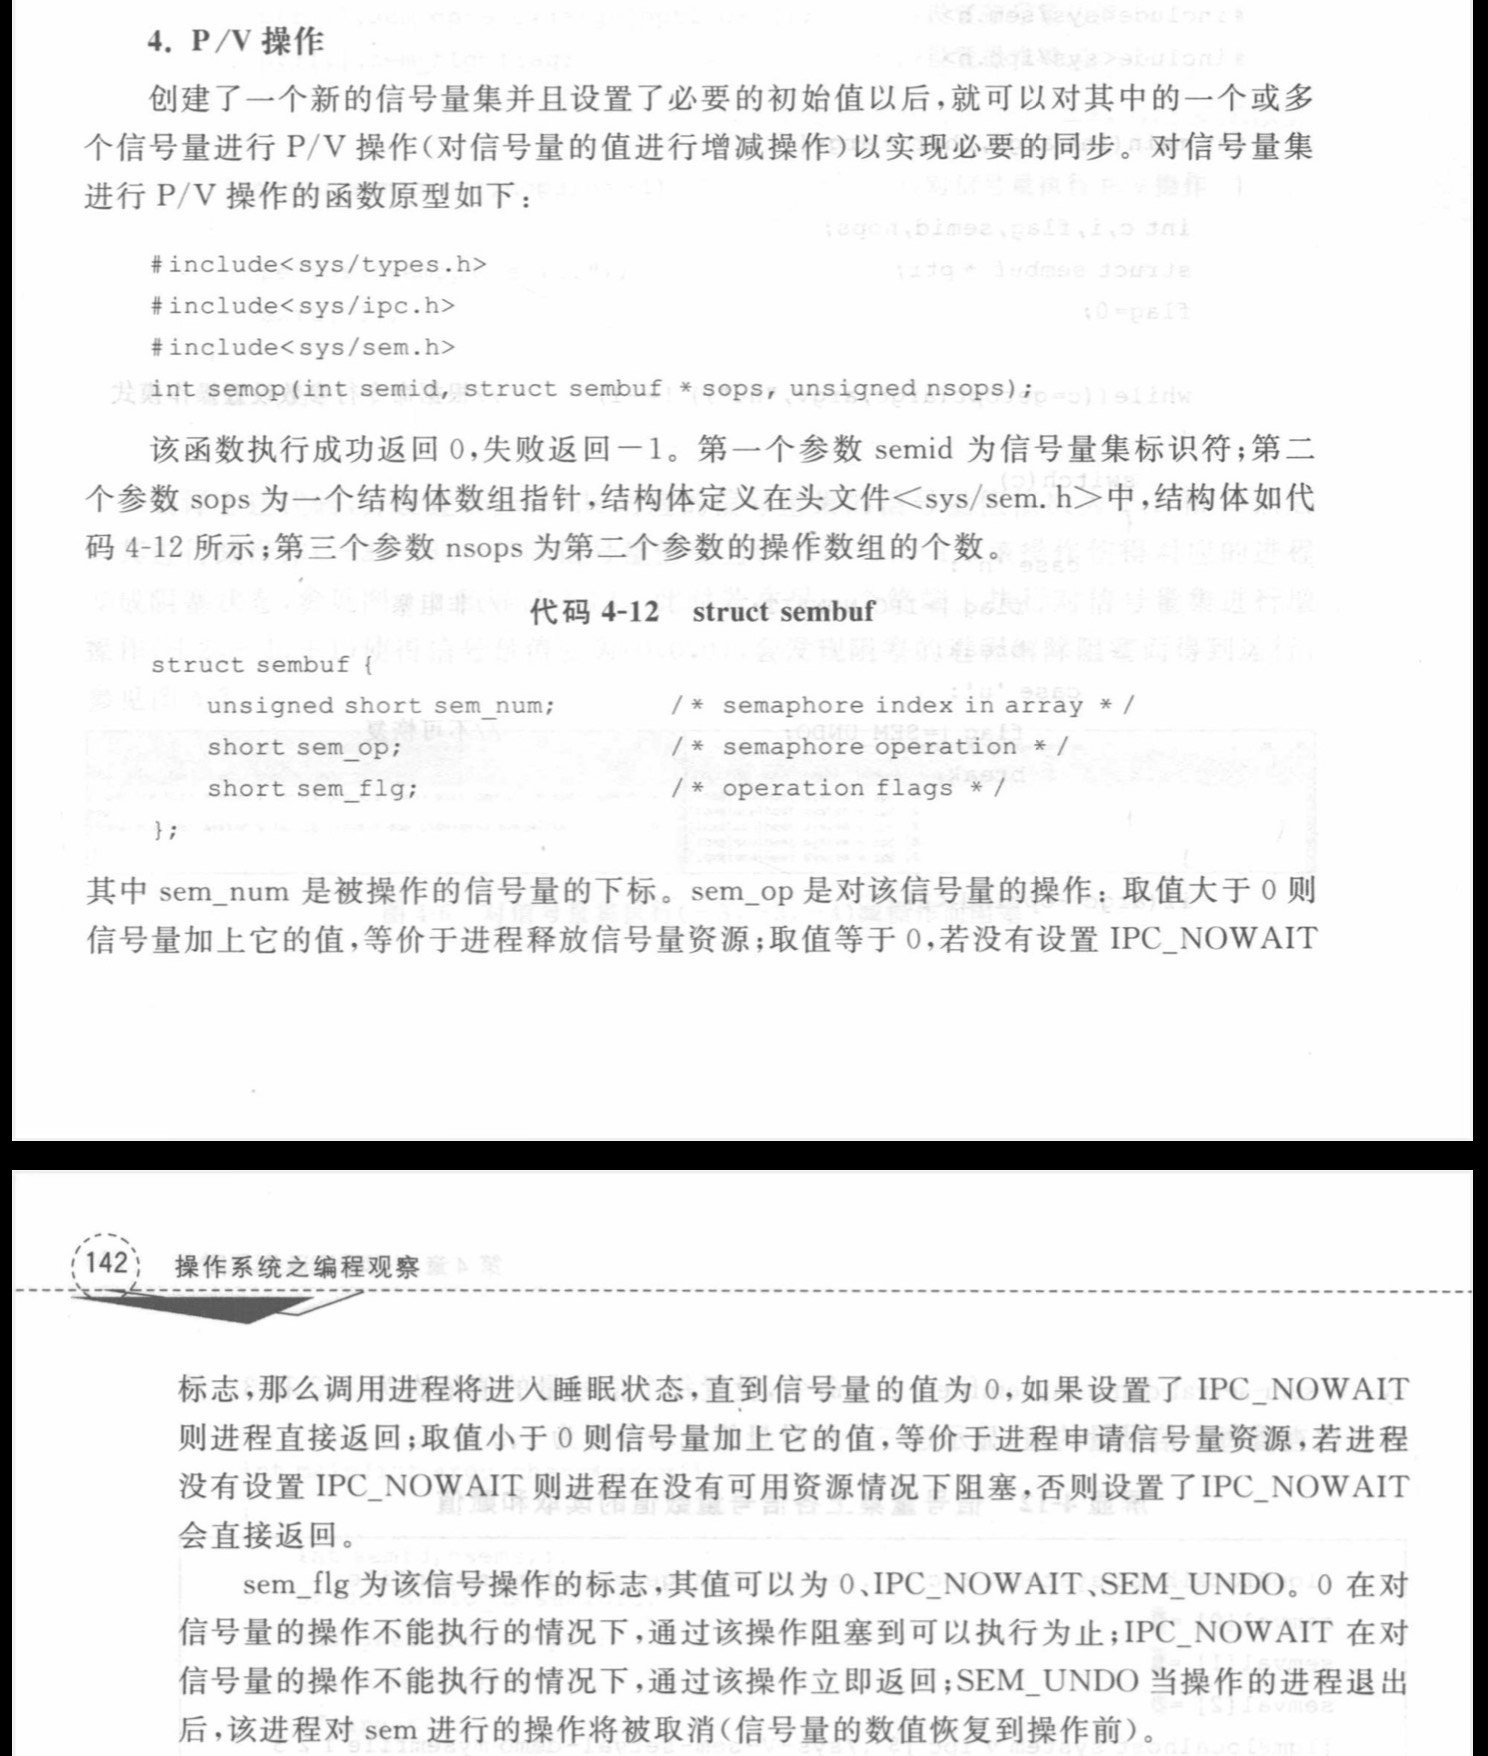 4. P/V 操作
创建了一个新的信号量集并且设置了必要的初始值以后,就可以对其中的一个或多
个信号量进行 P/V 操作(对信号量的值进行增减操作)以实现必要的同步。对信号量集
进行 P/V 操作的函数原型如下:
#include<sys/types.h>
#include<sys/ipc.h>
#include<sys/sem.h>
int semop(int semid, struct sembuf * sops, unsigned nsops);
该函数执行成功返回 0,失败返回-1。第一个参数 semid 为信号量集标识符;第二
个参数 sops 为一个结构体数组指针,结构体定义在头文件<sys/sem.h>中,结构体如代
码 4-12 所示;第三个参数 nsops 为第二个参数的操作数组的个数。
代码 4-12 struct sembuf
struct sembuf {
unsigned short sem_num; /* semaphore index in array */
short sem_op; /* semaphore operation */
short sem_flg; /* operation flags */
};
其中 sem_num 是被操作的信号量的下标。sem_op 是对该信号量的操作:取值大于 0 则
信号量加上它的值,等价于进程释放信号量资源;取值等于 0,若没有设置 IPC_NOWAIT
142 操作系统之编程观察
标志,那么调用进程将进入睡眠状态,直到信号量的值为 0,如果设置了 IPC_NOWAIT
则进程直接返回;取值小于 0 则信号量加上它的值,等价于进程申请信号量资源,若进程
没有设置 IPC_NOWAIT 则进程在没有可用资源情况下阻塞,否则设置了IPC_NOWAIT
会直接返回。
sem_flg 为该信号操作的标志,其值可以为 0、IPC_NOWAIT、SEM_UNDO。0 在对
信号量的操作不能执行的情况下,通过该操作阻塞到可以执行为止;IPC_NOWAIT 在对
信号量的操作不能执行的情况下,通过该操作立即返回;SEM_UNDO 当操作的进程退出
后,该进程对 sem 进行的操作将被取消(信号量的数值恢复到操作前)。